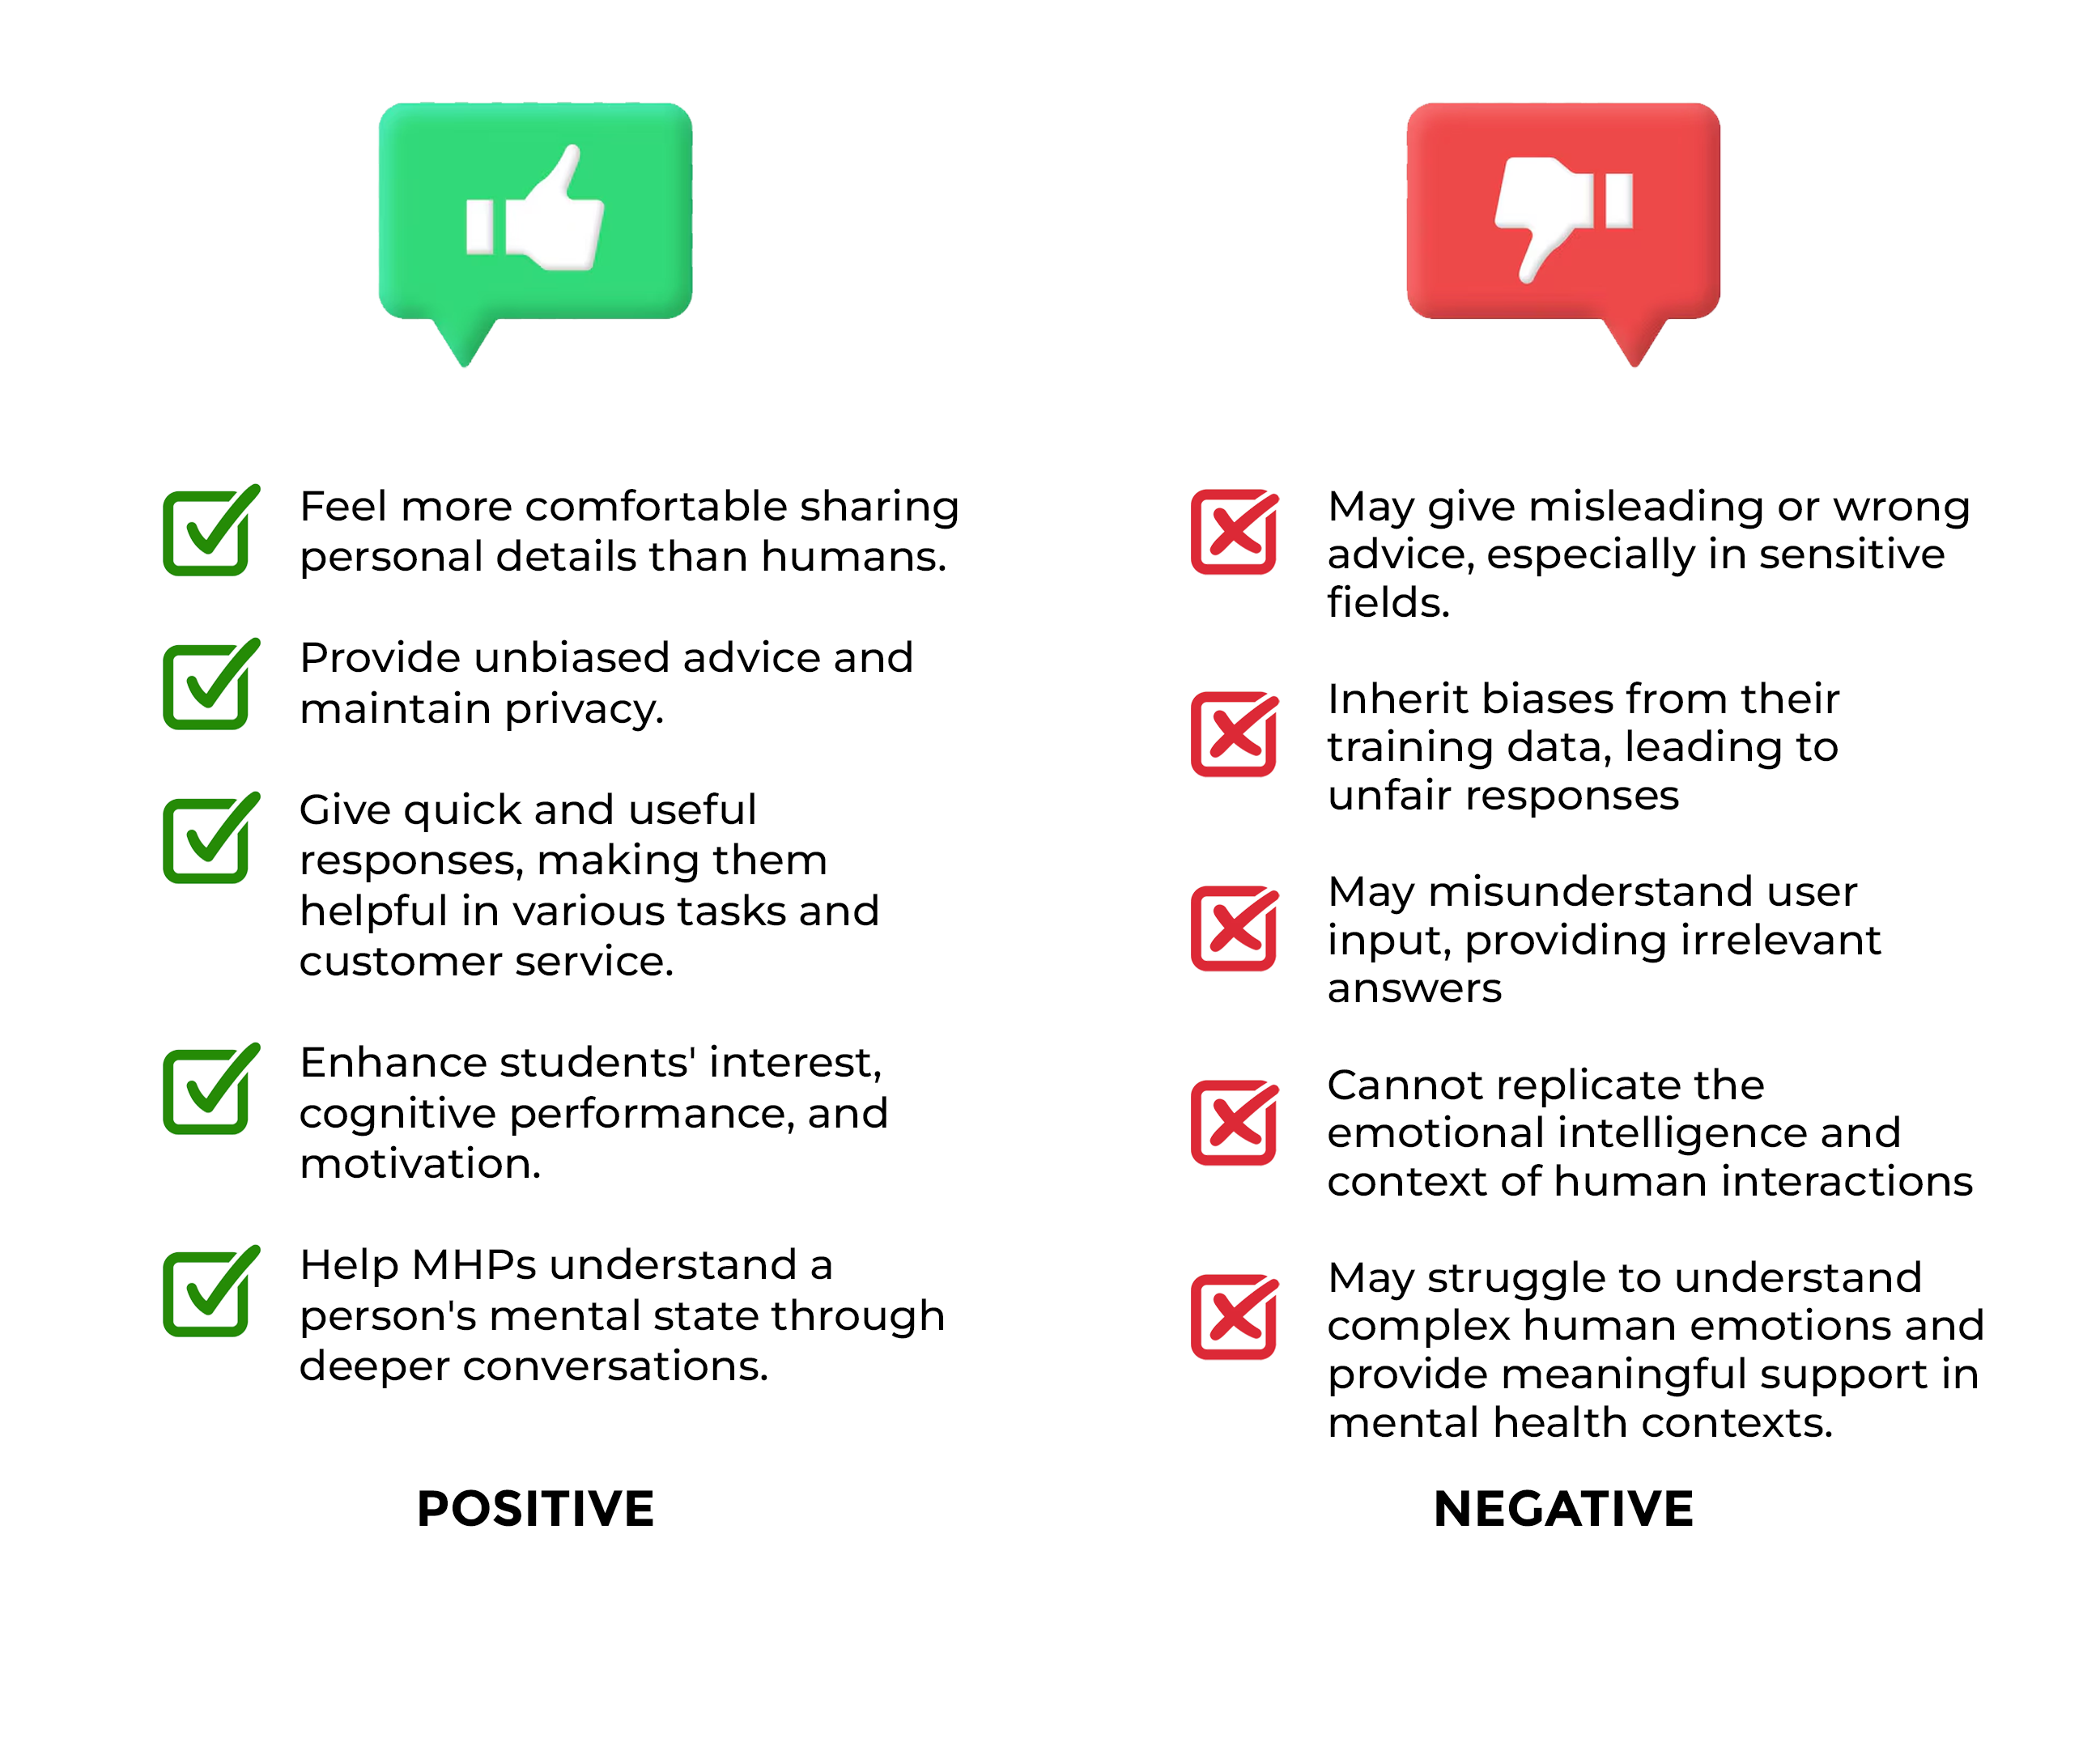 Feel more comfortable sharing
personal details than humans.
Provide unbiased advice and
maintain privacy.
Give quick and useful
responses, making them
helpful in various tasks and
customer service.
Enhance students' interest,
cognitive performance, and
motivation.
Help MHPs understand a
person's mental state through
deeper conversations.
POSITIVE
May give misleading or wrong
advice, especially in sensitive
fields.
Inherit biases from their
training data, leading to
unfair responses
May misunderstand user
input, providing irrelevant
answers
Cannot replicate the
emotional intelligence and
context of human interactions
May struggle to understand
complex human emotions and
provide meaningful support in
mental health contexts.
NEGATIVE